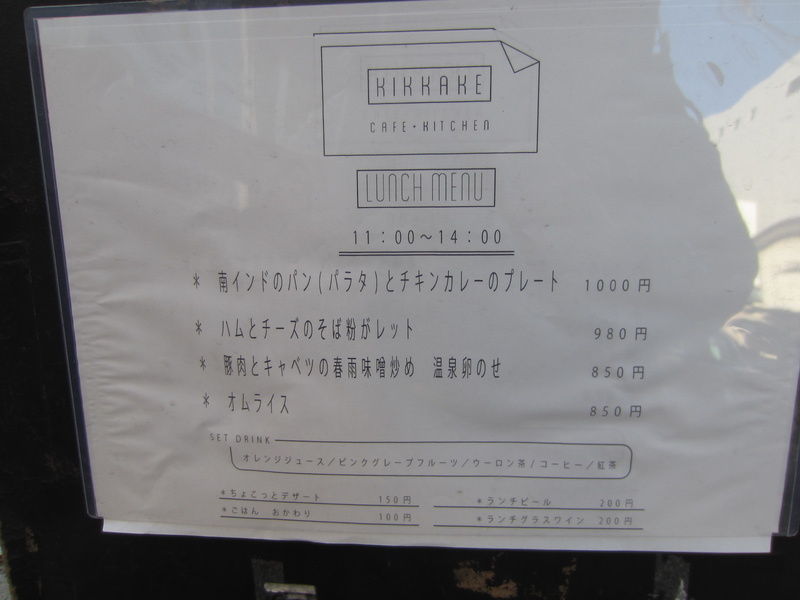 KIKKAKE
CAFE・KITCHEN
LUNCH MENU
11：00～14：00
＊ 南インドのパン(パラタ)とチキンカレーのプレート 1000円
＊ ハムとチーズのそば粉がレット 980円
＊ 豚肉とキャベツの春雨味噌炒め 温泉卵のせ 850円
＊ オムライス 850円
SET DRINK
オレンジジュース／ピンクグレープフルーツ／ウーロン茶／コーヒー／紅茶
＊ちょこっとデザート 150円
＊ごはん おかわり 100円
＊ランチビール 200円
＊ランチグラスワイン 200円